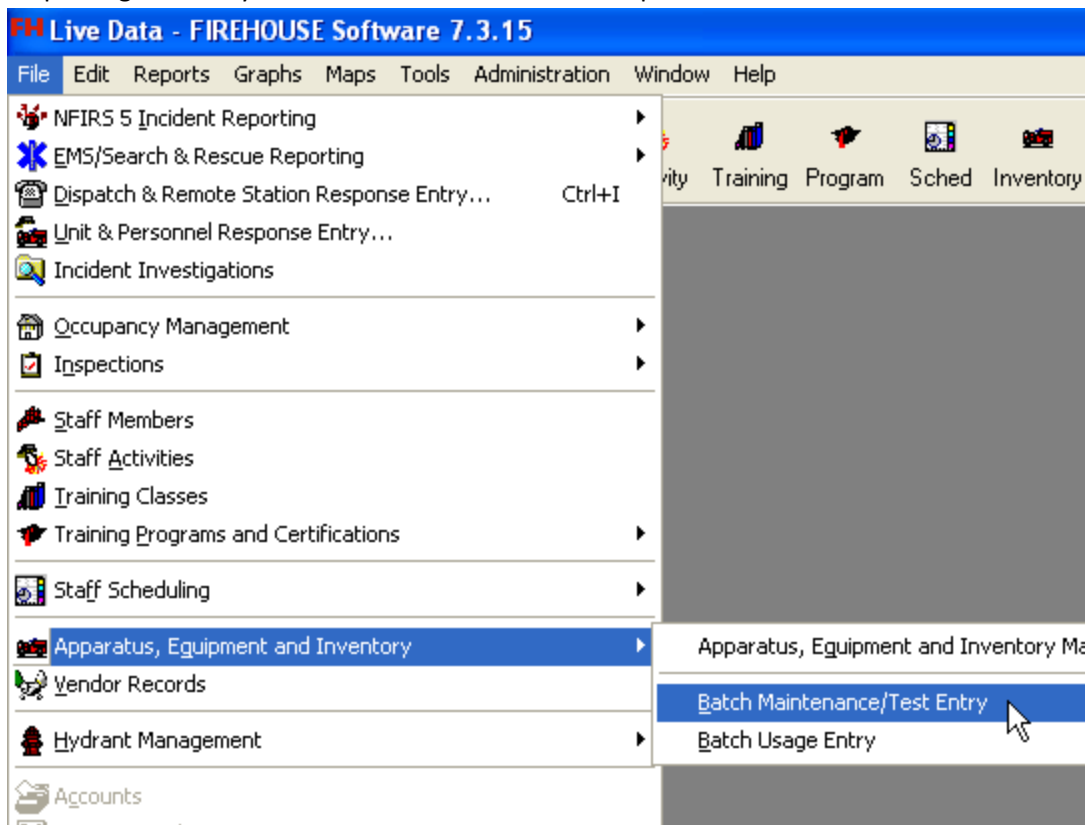 FH Live Data - FIREHOUSE Software 7.3.15
File Edit Reports Graphs Maps Tools Administration Window Help
NFIRS 5 Incident Reporting
EMS/Search & Rescue Reporting
Dispatch & Remote Station Response Entry... Ctrl+I
Unit & Personnel Response Entry...
Incident Investigations
Occupancy Management
Inspections
Staff Members
Staff Activities
Training Classes
Training Programs and Certifications
Staff Scheduling
Apparatus, Equipment and Inventory
Vendor Records
Hydrant Management
Accounts
vity Training Program Sched Inventory
Apparatus, Equipment and Inventory Ma
Batch Maintenance/Test Entry
Batch Usage Entry